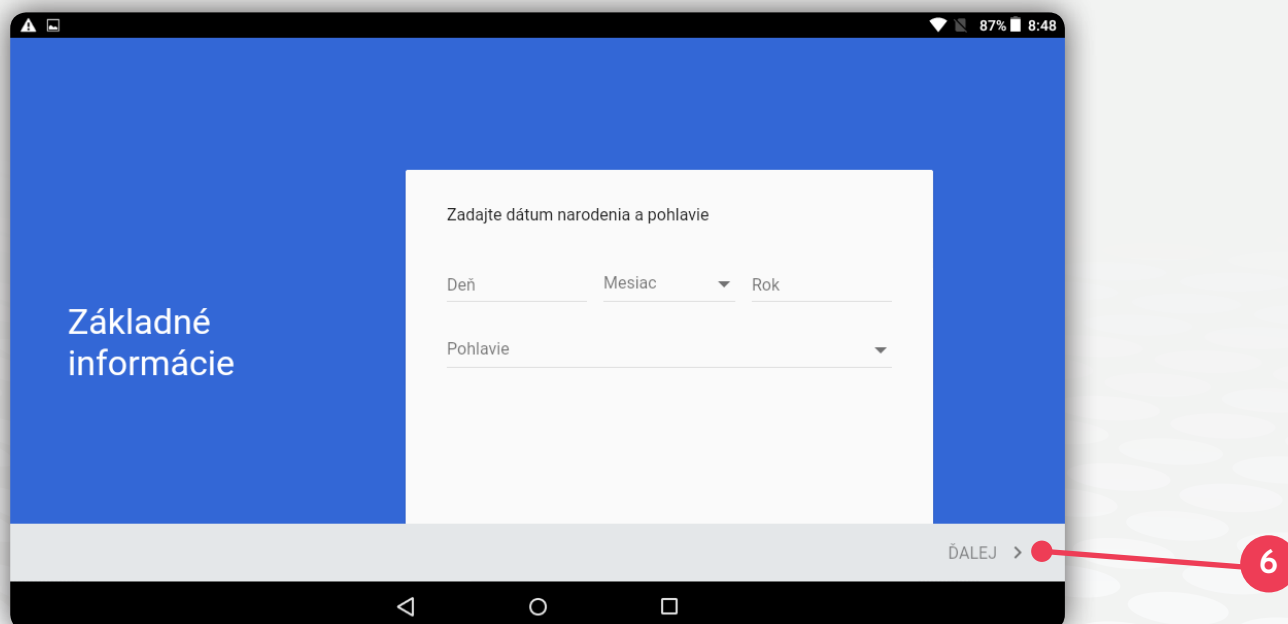 87% 8:48
Zadajte dátum narodenia a pohlavie
Deň Mesiac Rok
Základné
informácie
Pohlavie
ĎALEJ
6